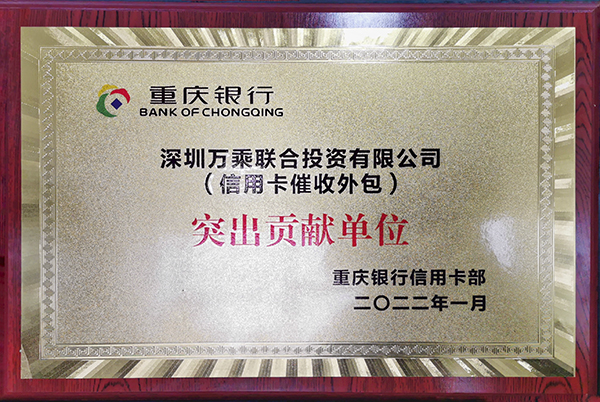 重庆银行
BANK OF CHONGQING
深圳万乘联合投资有限公司
（信用卡催收外包）
突出贡献单位
重庆银行信用卡部
二〇二二年一月